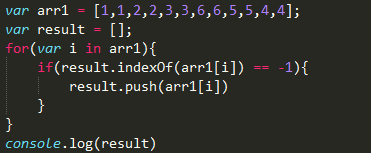 var arr1 = [1,1,2,2,3,3,6,6,5,5,4,4];
var result = [];
for(var i in arr1){
    if(result.indexOf(arr1[i]) == -1){
        result.push(arr1[i])
    }
}
console.log(result)